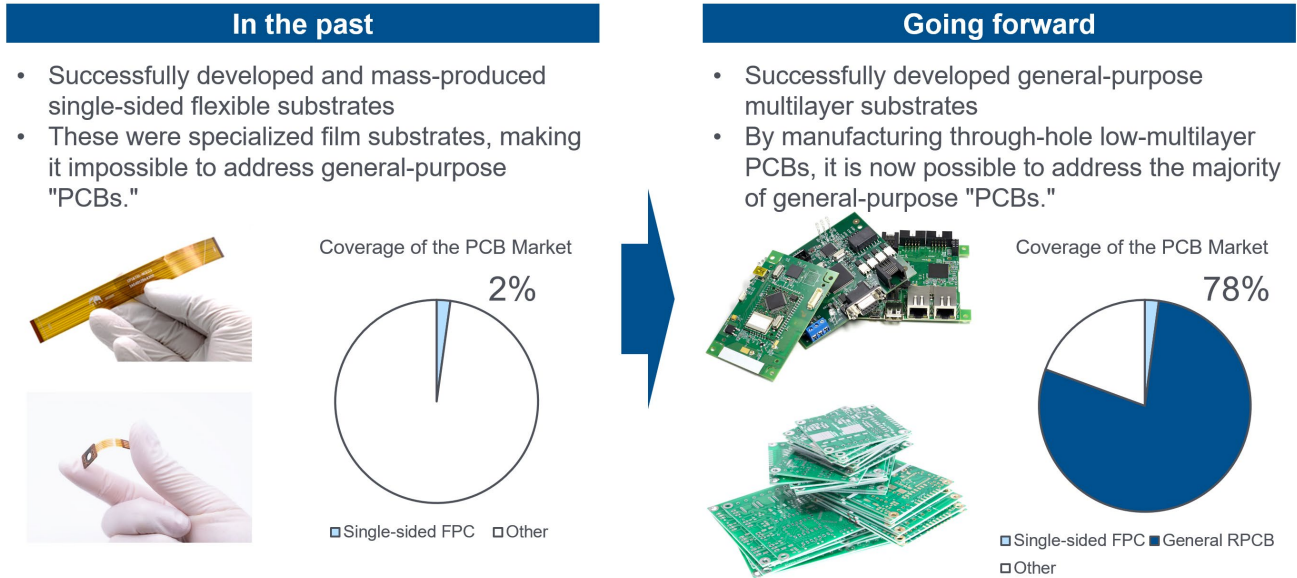 In the past
• Successfully developed and mass-produced
single-sided flexible substrates
• These were specialized film substrates, making
it impossible to address general-purpose
"PCBs."
Coverage of the PCB Market
2%
Single-sided FPC Other
Going forward
• Successfully developed general-purpose
multilayer substrates
• By manufacturing through-hole low-multilayer
PCBs, it is now possible to address the majority
of general-purpose "PCBs."
Coverage of the PCB Market
78%
Single-sided FPC General RPCB
Other